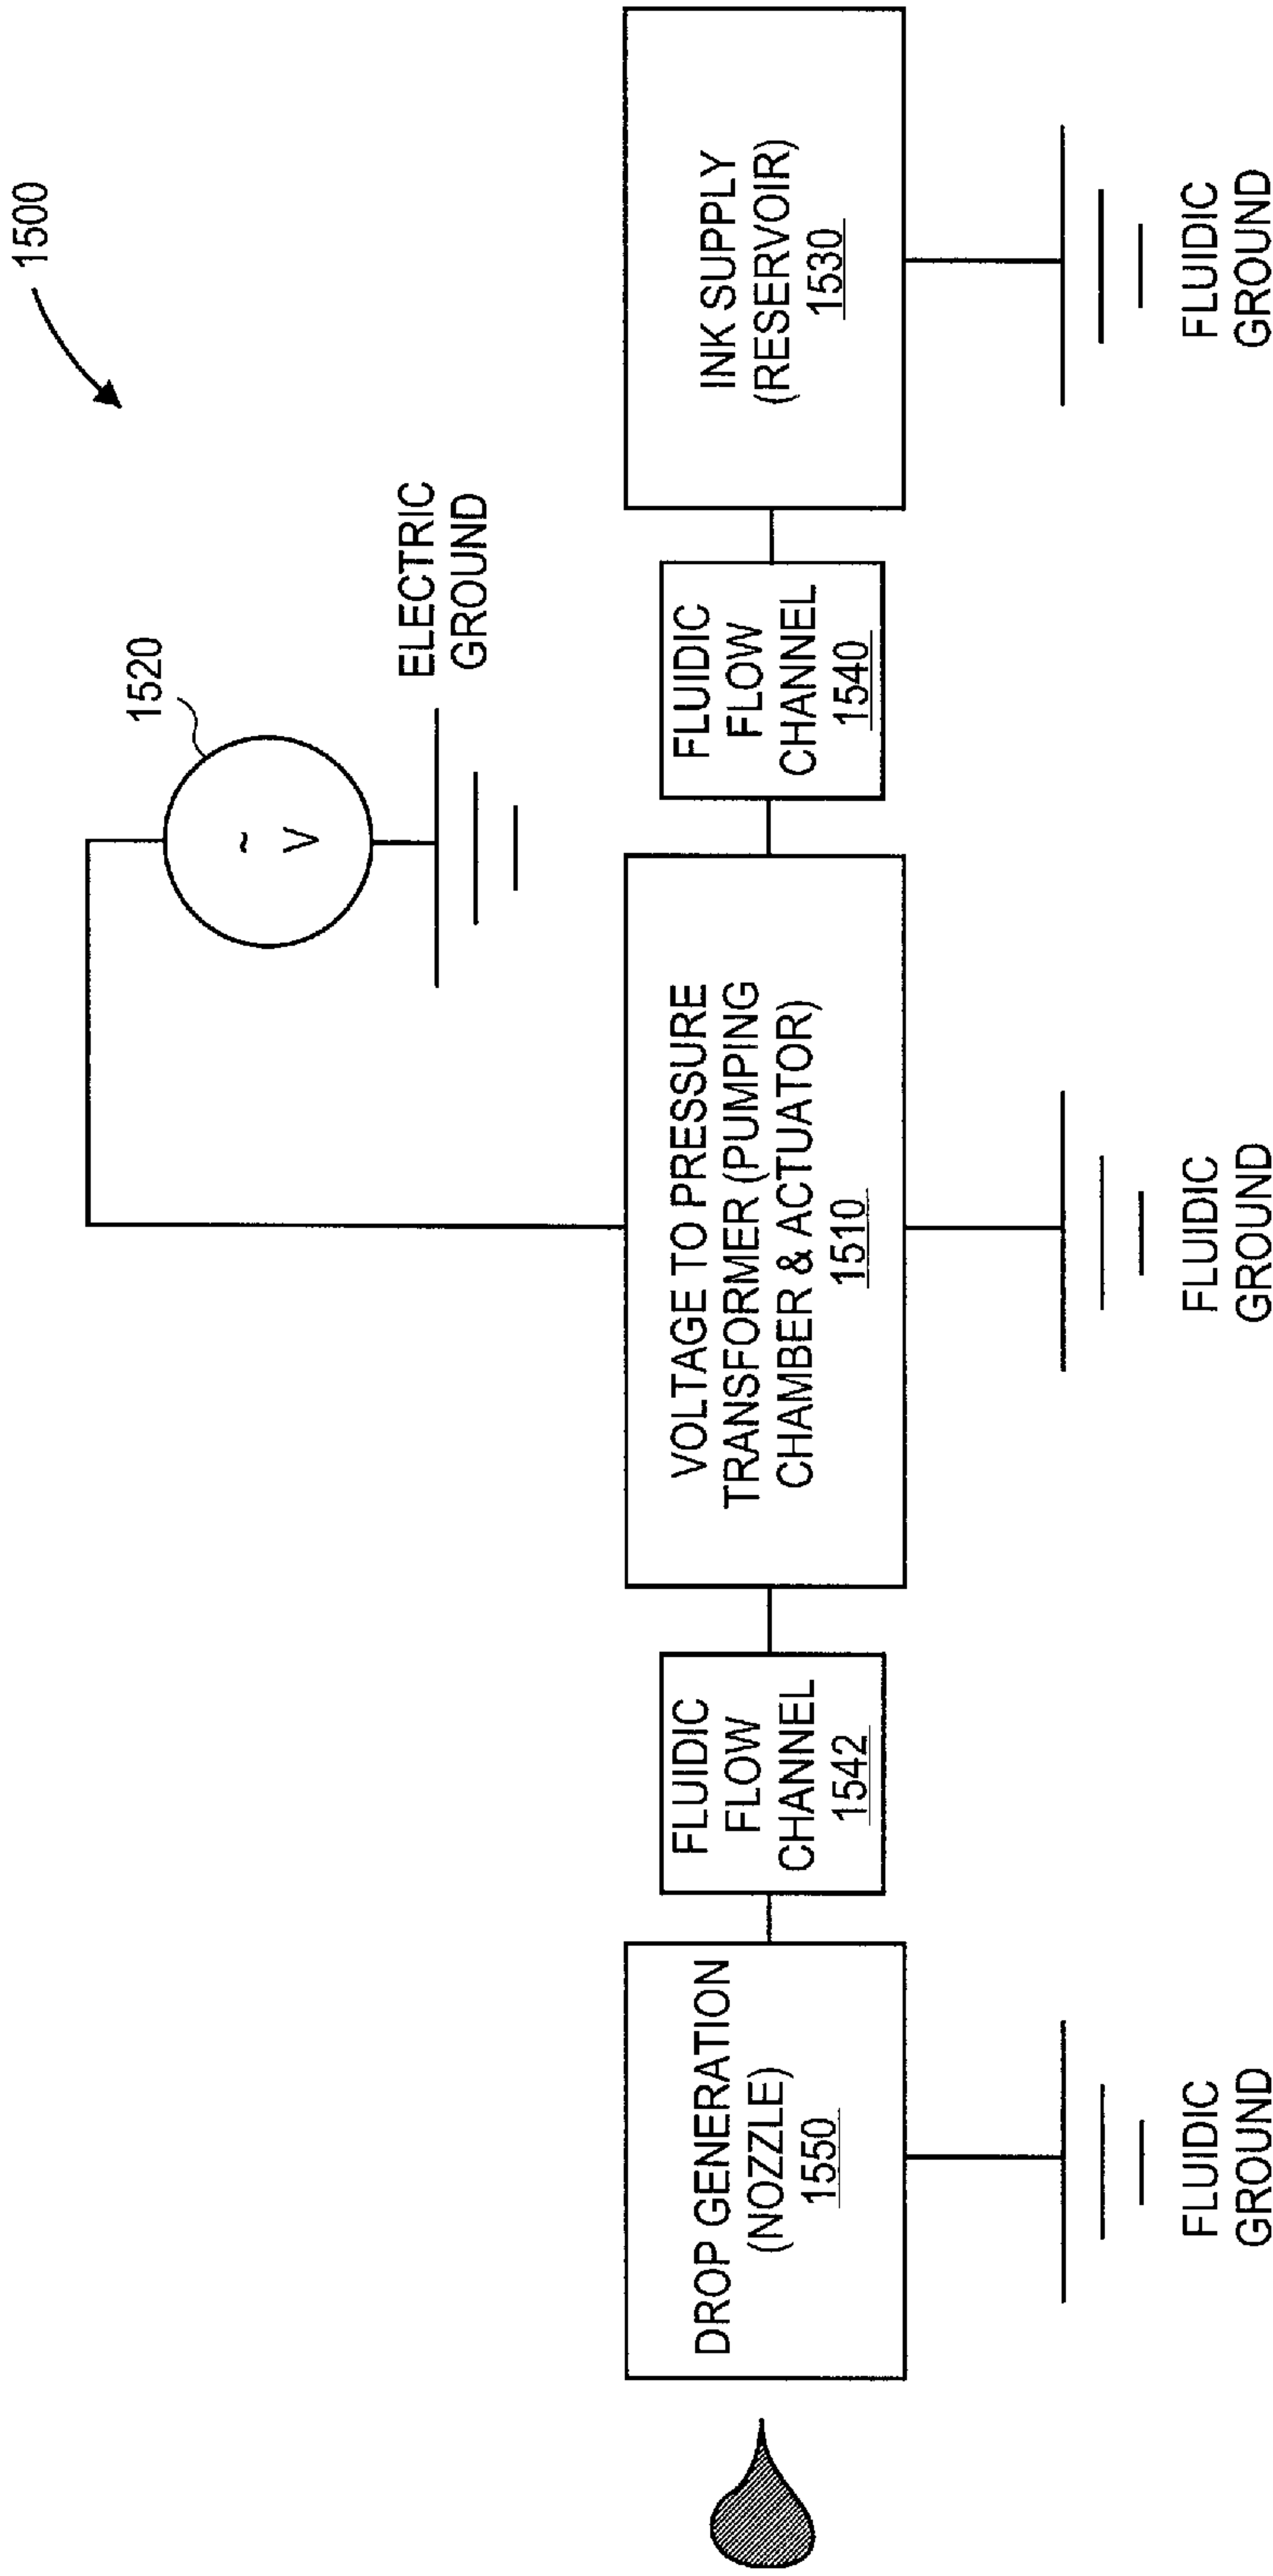 1500
1520
~
V
ELECTRIC
GROUND
DROP GENERATION
(NOZZLE)
1550
FLUIDIC
FLOW
CHANNEL
1542
VOLTAGE TO PRESSURE
TRANSFORMER (PUMPING
CHAMBER & ACTUATOR)
1510
FLUIDIC
FLOW
CHANNEL
1540
INK SUPPLY
(RESERVOIR)
1530
FLUIDIC
GROUND
FLUIDIC
GROUND
FLUIDIC
GROUND